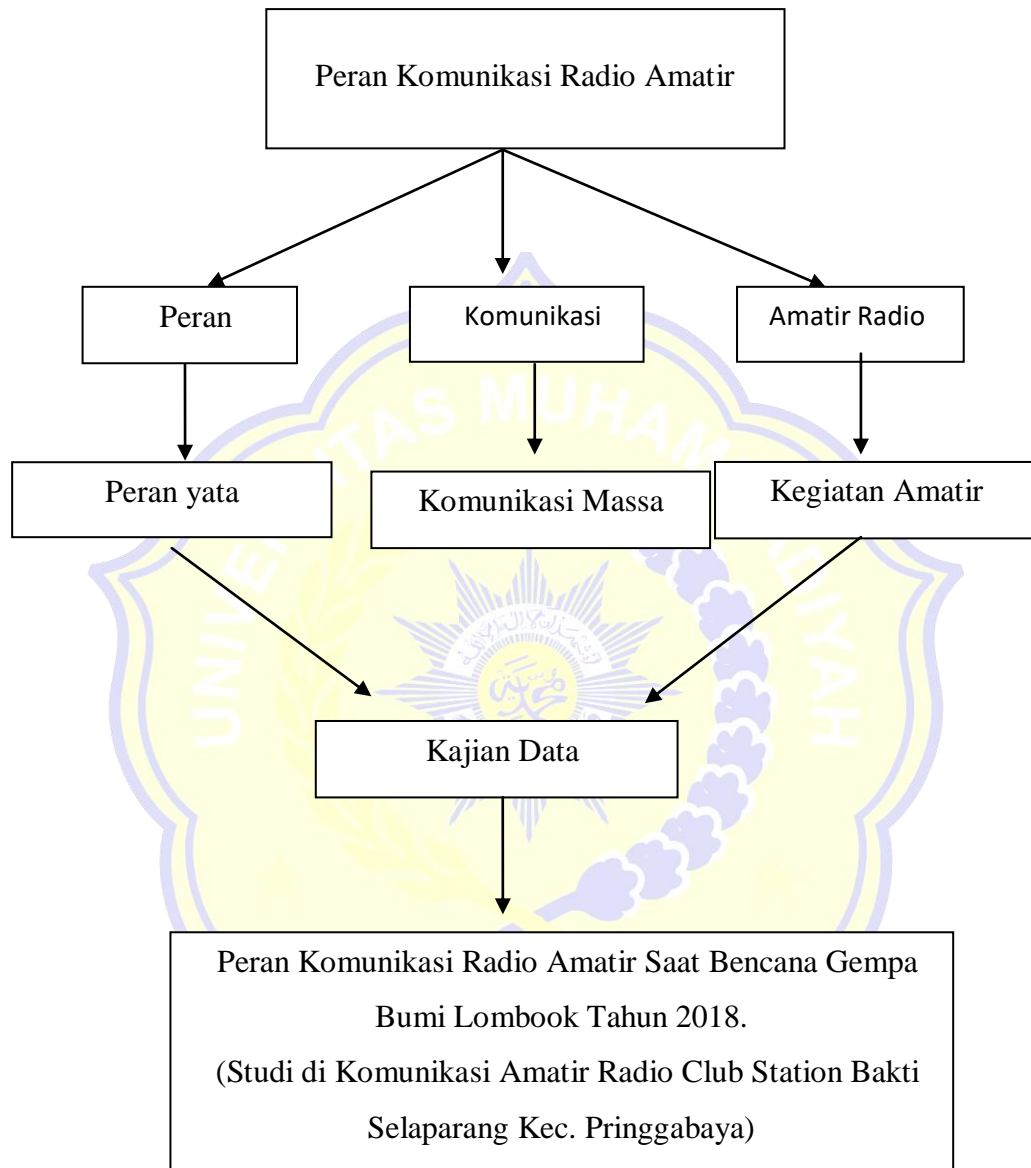 Peran Komunikasi Radio Amatir
Peran
Komunikasi
Amatir Radio
Peran yata
Komunikasi Massa
Kegiatan Amatir
Kajian Data
Peran Komunikasi Radio Amatir Saat Bencana Gempa
Bumi Lombook Tahun 2018.
(Studi di Komunikasi Amatir Radio Club Station Bakti
Selaparang Kec. Pringgabaya)